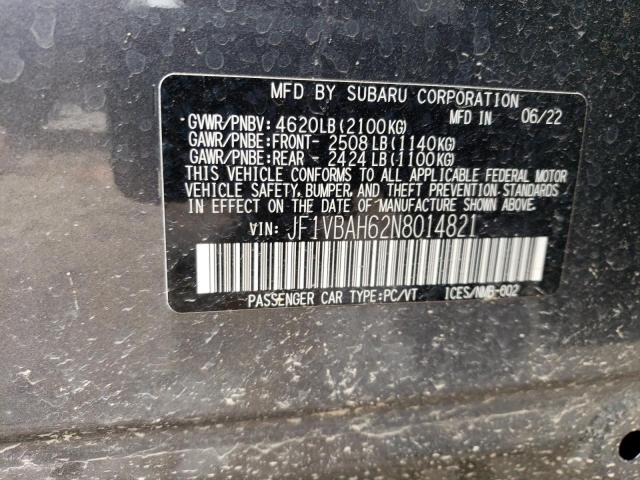 MFD BY SUBARU CORPORATION
GVWR/PNBV: 4620LB(2100KG) MFD IN 06/22
GAWR/PNBE:FRONT- 2508LB(1140KG)
GAWR/PNBE:REAR - 2424LB(1100KG)
THIS VEHICLE CONFORMS TO ALL APPLICABLE FEDERAL MOTOR
VEHICLE SAFETY, BUMPER, AND THEFT PREVENTION STANDARDS
IN EFFECT ON THE DATE OF MANUFACTURE SHOWN ABOVE.
VIN: JF1VBAH62N8014821
PASSENGER CAR TYPE:PC/VT ICES/NMB-002